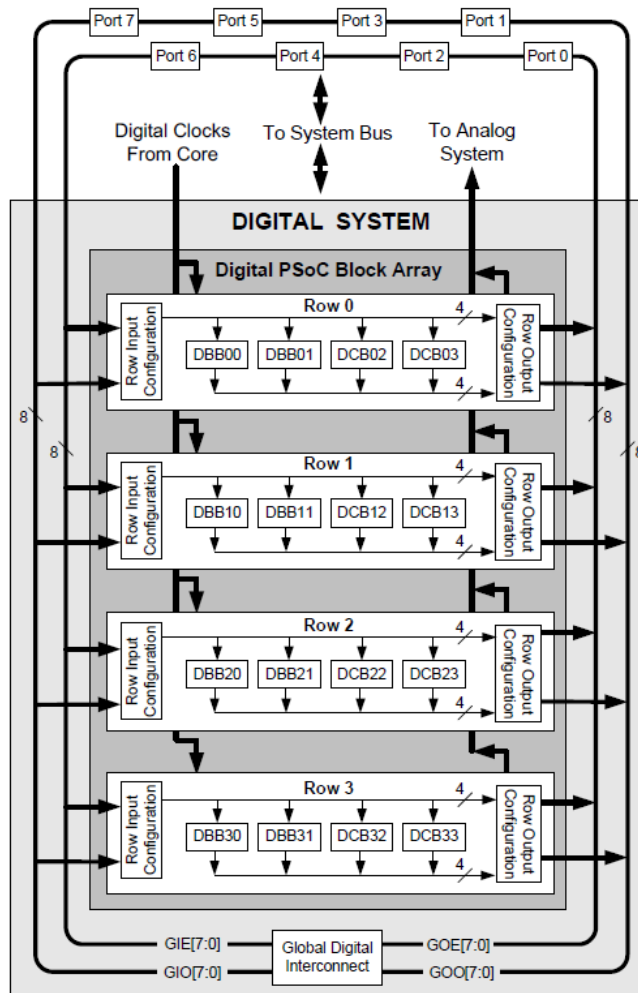 Port 7 Port 5 Port 3 Port 1
Port 6 Port 4 Port 2 Port 0
Digital Clocks
From Core
To System Bus
To Analog
System
DIGITAL SYSTEM
Digital PSoC Block Array
Row 0
4
Row Input
Configuration
DBB00 DBB01 DCB02 DCB03
4
Row Output
Configuration
8
8
8
8
Row 1
4
Row Input
Configuration
DBB10 DBB11 DCB12 DCB13
4
Row Output
Configuration
Row 2
4
Row Input
Configuration
DBB20 DBB21 DCB22 DCB23
4
Row Output
Configuration
Row 3
4
Row Input
Configuration
DBB30 DBB31 DCB32 DCB33
4
Row Output
Configuration
GIE[7:0]
GIO[7:0]
Global Digital
Interconnect
GOE[7:0]
GOO[7:0]